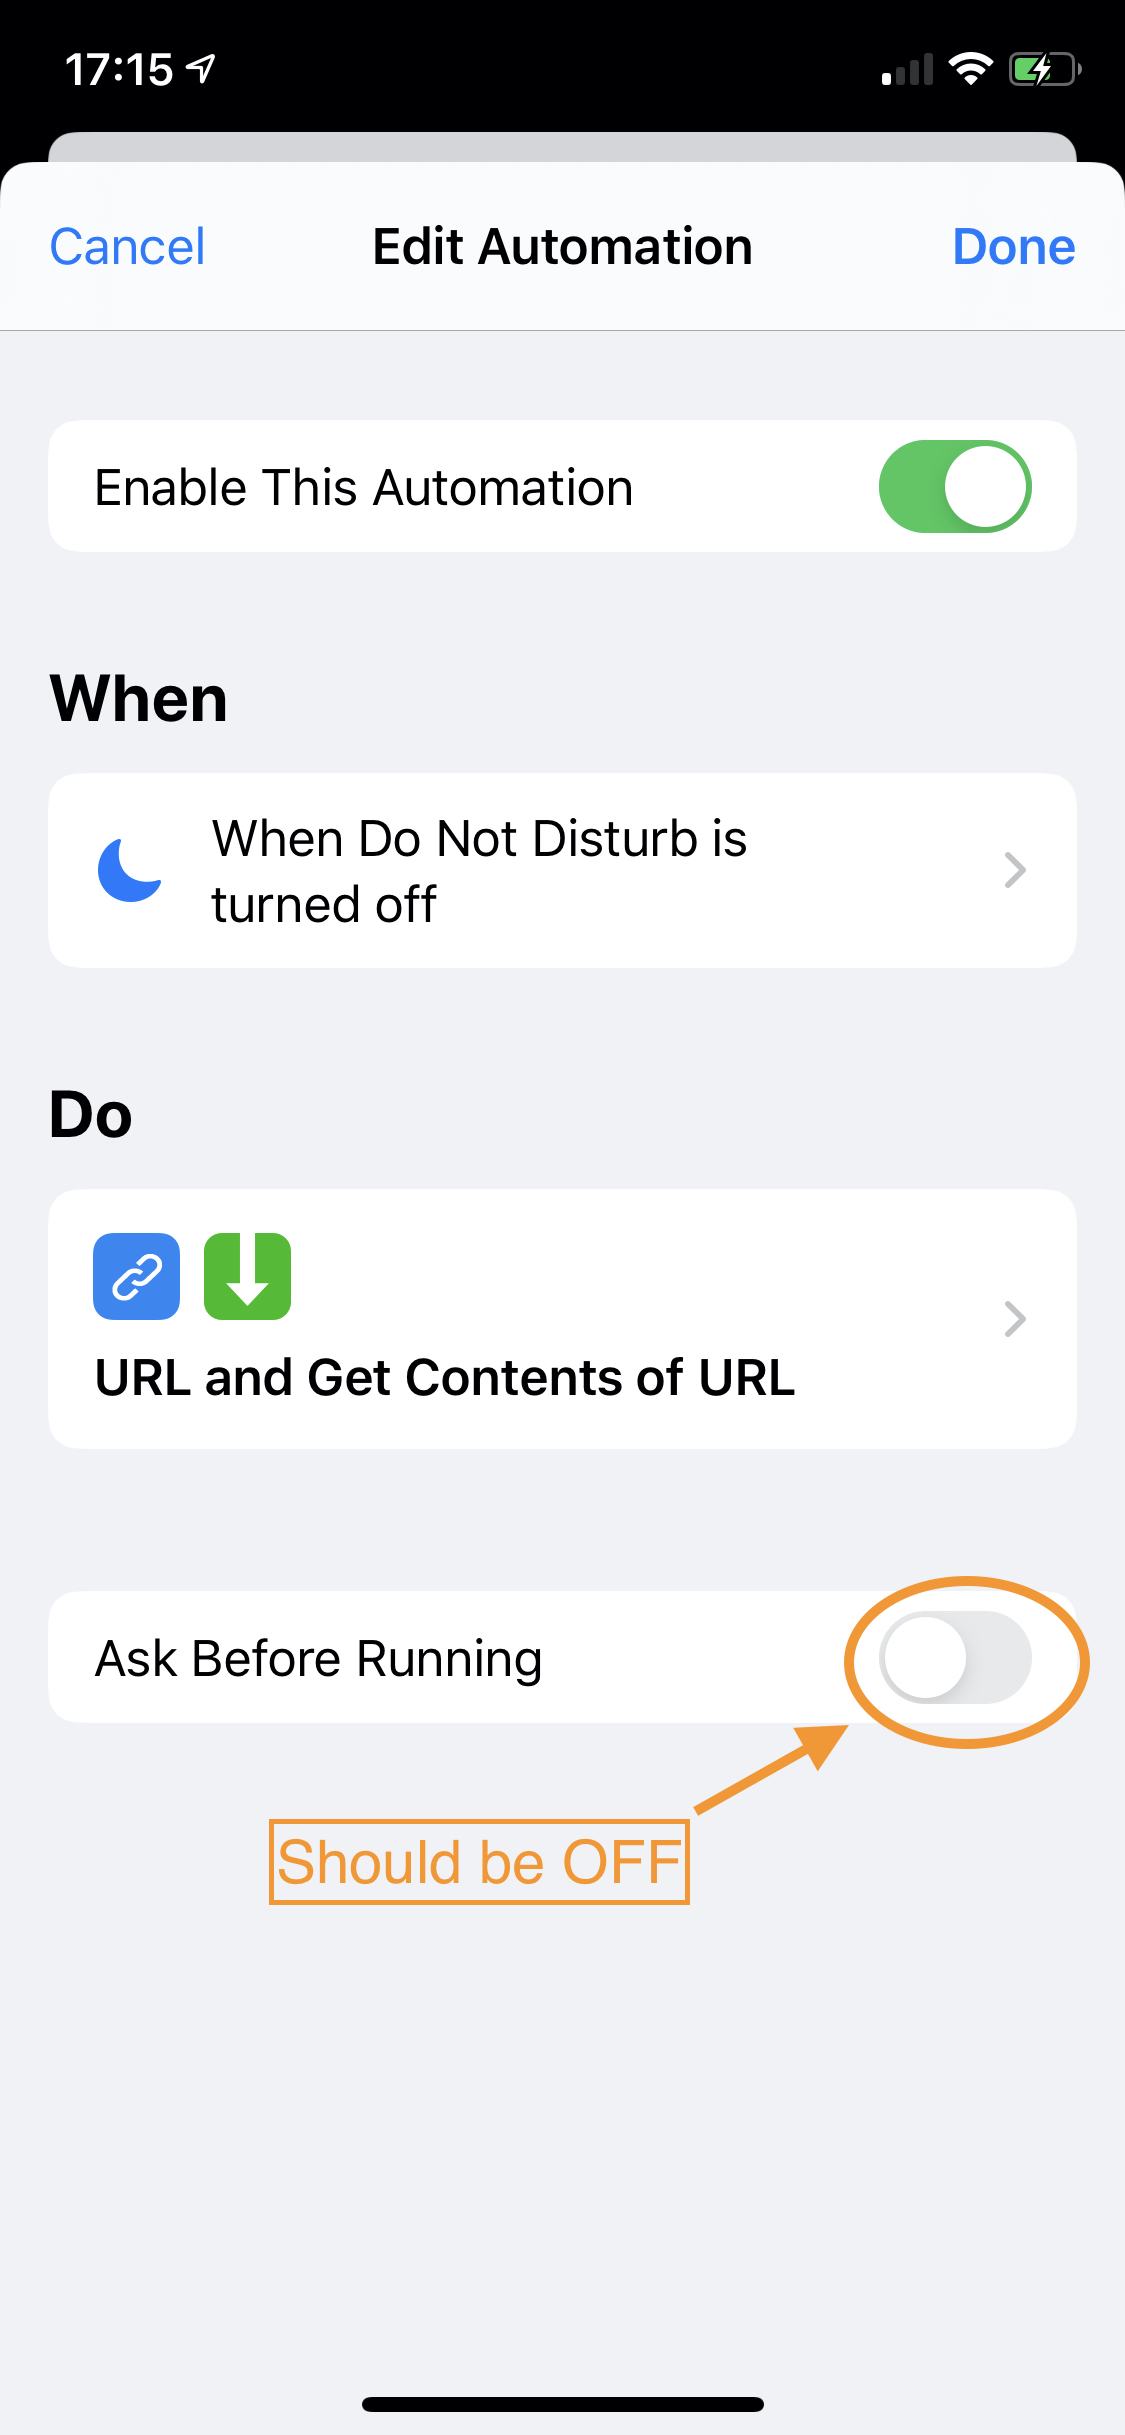 17:15
Cancel Edit Automation Done
Enable This Automation
When
When Do Not Disturb is
turned off
Do
URL and Get Contents of URL
Ask Before Running
Should be OFF